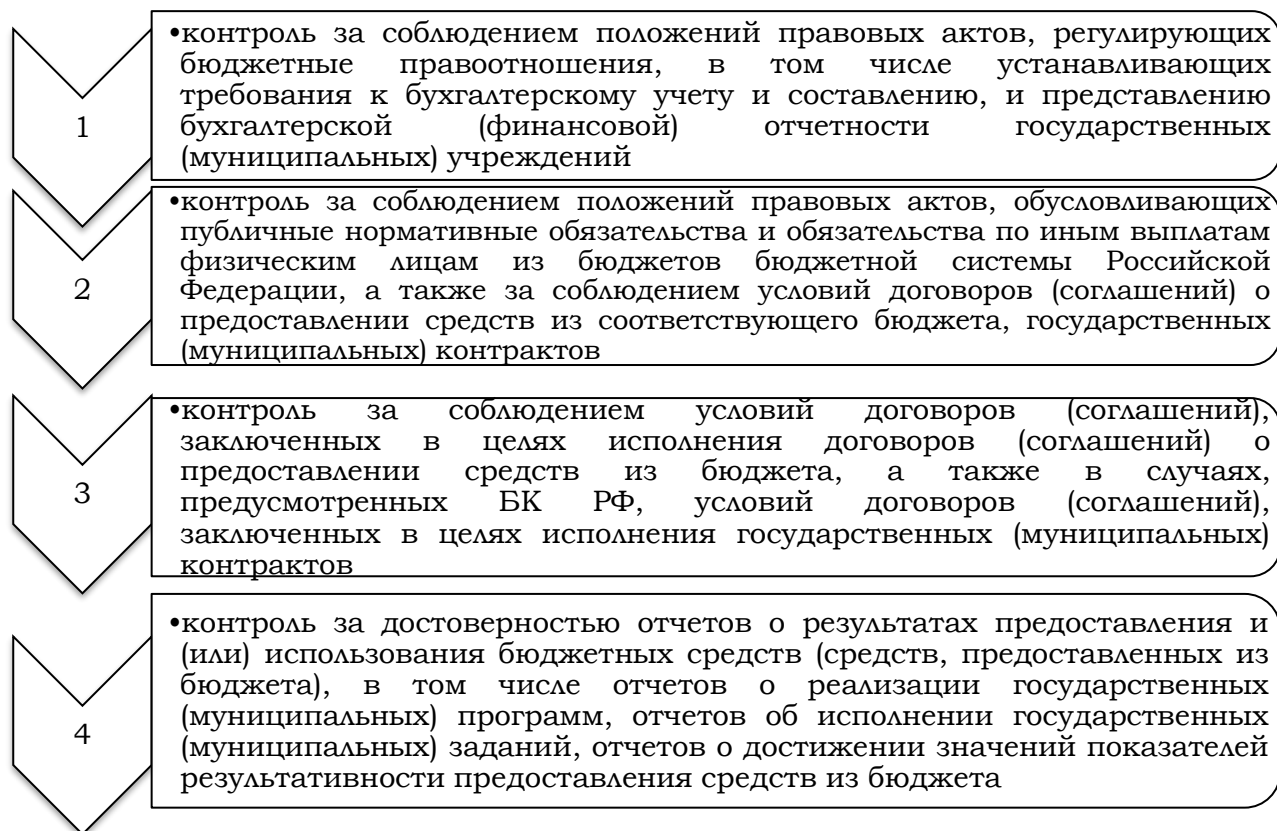 •контроль за соблюдением положений правовых актов, регулирующих
бюджетные правоотношения, в том числе устанавливающих
требования к бухгалтерскому учету и составлению, и представлению
1
бухгалтерской (финансовой) отчетности государственных
(муниципальных) учреждений
•контроль за соблюдением положений правовых актов, обусловливающих
публичные нормативные обязательства и обязательства по иным выплатам
физическим лицам из бюджетов бюджетной системы Российской
2
Федерации, а также за соблюдением условий договоров (соглашений) о
предоставлении средств из соответствующего бюджета, государственных
(муниципальных) контрактов
•контроль за соблюдением условий договоров (соглашений),
заключенных в целях исполнения договоров (соглашений) о
предоставлении средств из бюджета, а также в случаях,
3
предусмотренных БК РФ, условий договоров (соглашений),
заключенных в целях исполнения государственных (муниципальных)
контрактов
•контроль за достоверностью отчетов о результатах предоставления и
(или) использования бюджетных средств (средств, предоставленных из
бюджета), в том числе отчетов о реализации государственных
(муниципальных) программ, отчетов об исполнении государственных
4
(муниципальных) заданий, отчетов о достижении значений показателей
результативности предоставления средств из бюджета